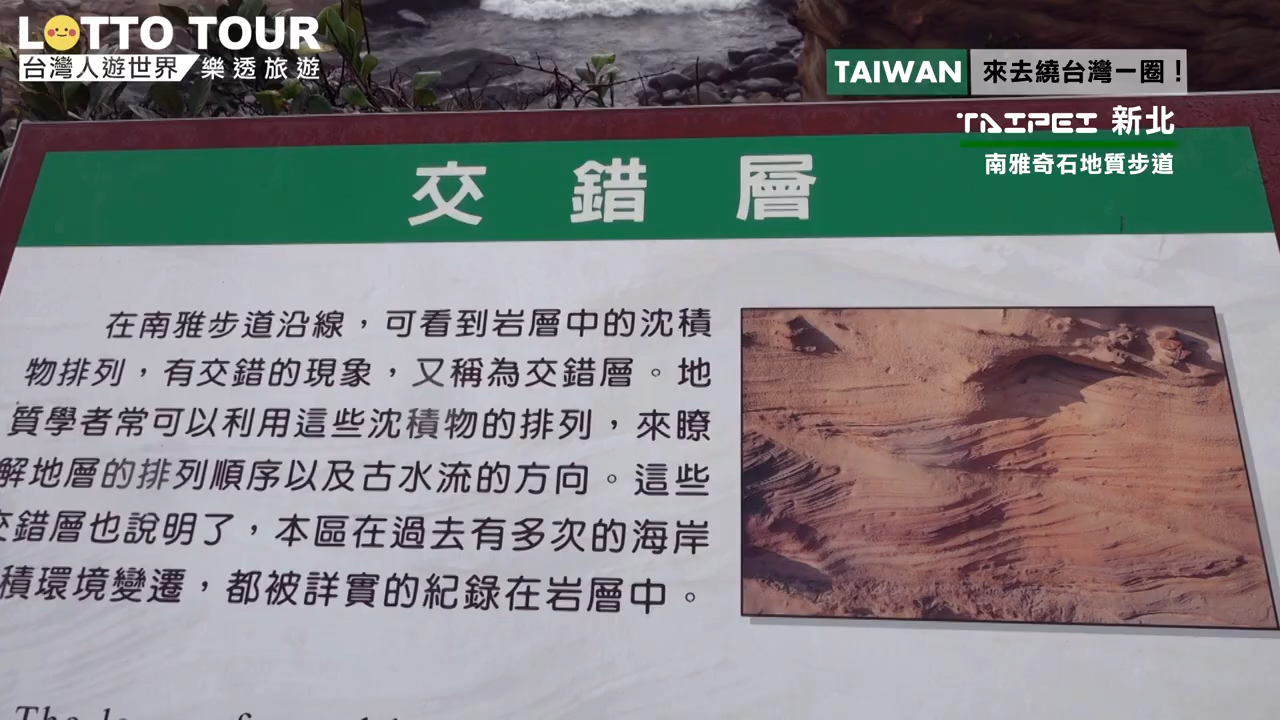 LOTTO TOUR
台灣人遊世界 樂透旅遊
TAIWAN 來去繞台灣一圈！
TAIPEI 新北
南雅奇石地質步道
交錯層
在南雅步道沿線，可看到岩層中的沈積
物排列，有交錯的現象，又稱為交錯層。地
質學者常可以利用這些沈積物的排列，來瞭
解地層的排列順序以及古水流的方向。這些
交錯層也說明了，本區在過去有多次的海岸
積環境變遷，都被詳實的紀錄在岩層中。